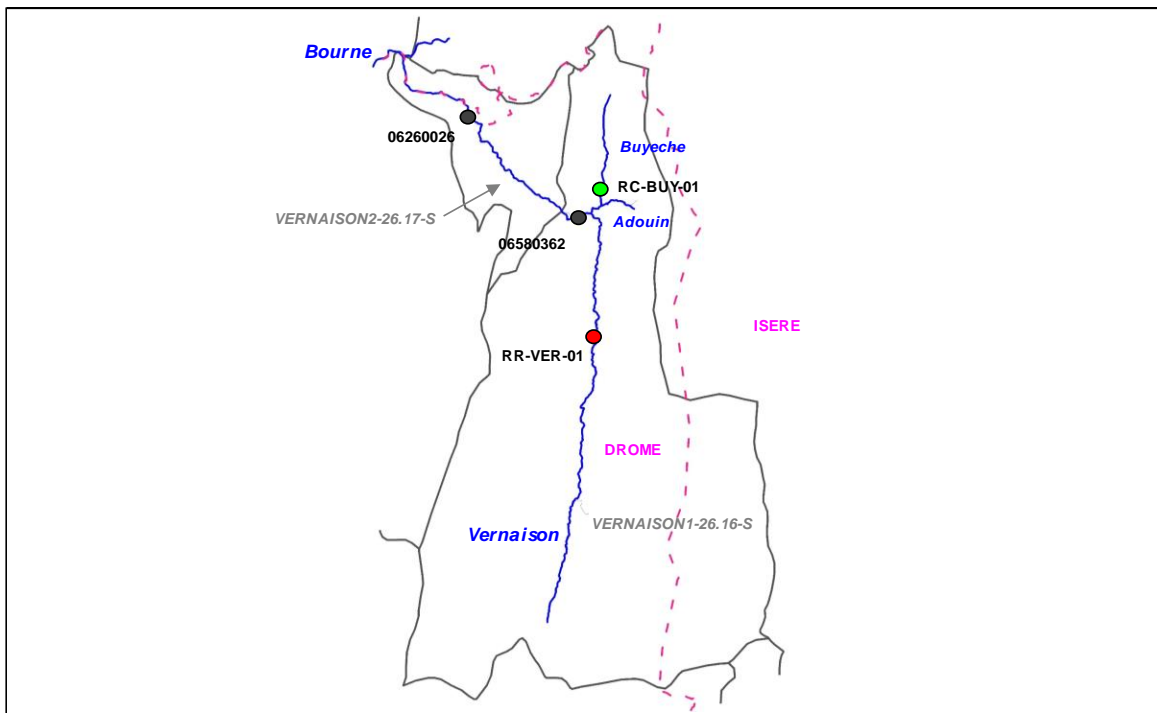 Bourne
06260026
Buyeche
RC-BUY-01
VERNAISON2-26.17-S
Adouin
06580362
ISERE
RR-VER-01
DROME
VERNAISON1-26.16-S
Vernaison